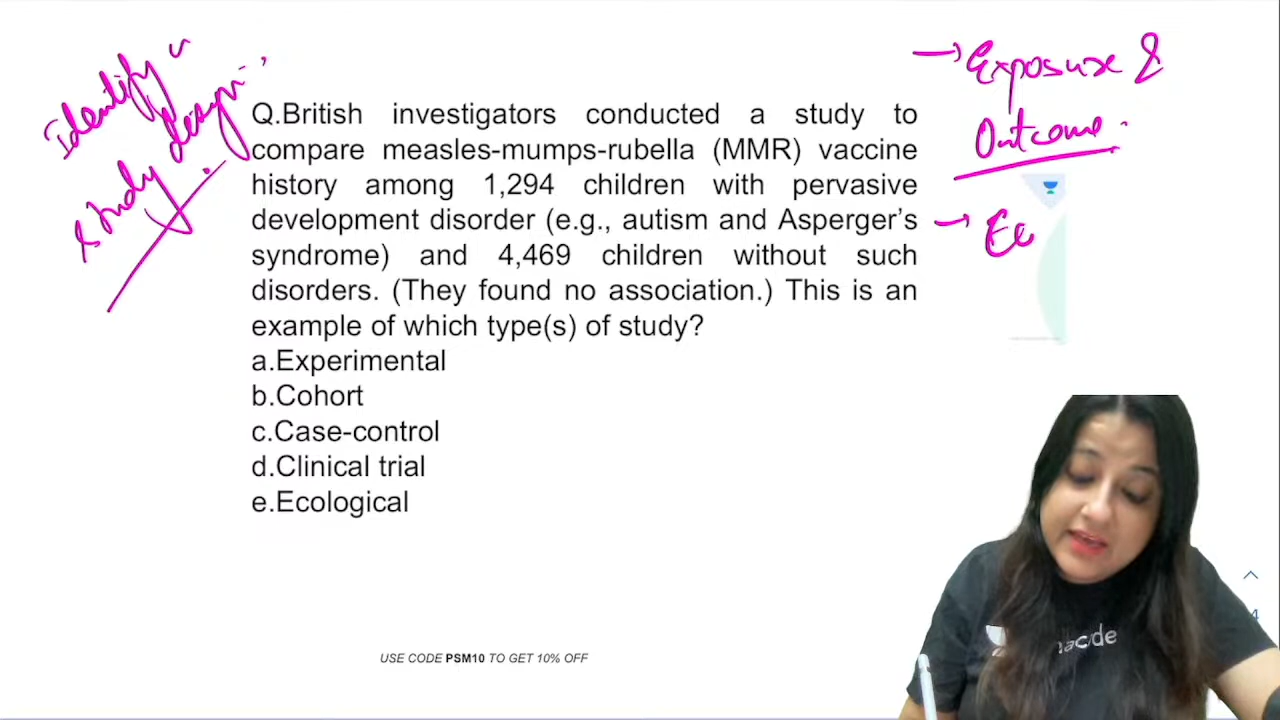 Identify
study design.
Q.British investigators conducted a study to
compare measles-mumps-rubella (MMR) vaccine
history among 1,294 children with pervasive
development disorder (e.g., autism and Asperger's
syndrome) and 4,469 children without such
disorders. (They found no association.) This is an
example of which type(s) of study?
a.Experimental
b.Cohort
c.Case-control
d.Clinical trial
e.Ecological
→ Exposure &
Outcome.
→ Ec
USE CODE PSM10 TO GET 10% OFF
4